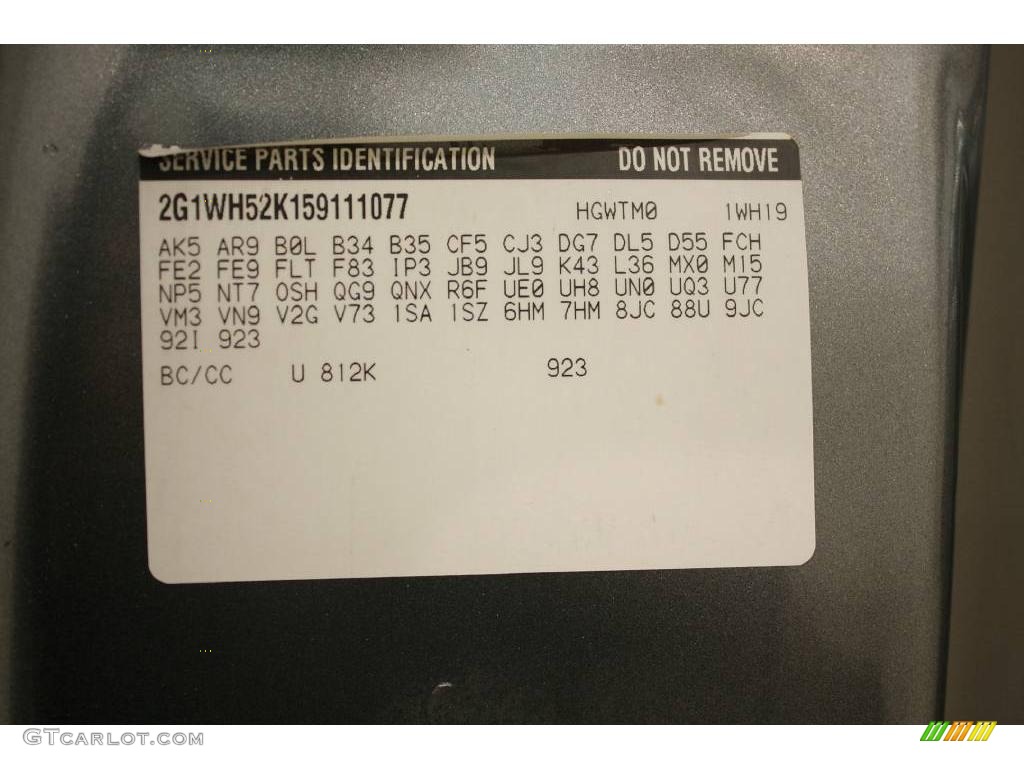 SERVICE PARTS IDENTIFICATION DO NOT REMOVE
2G1WH52K159111077 HGWTM0 1WH19
AK5 AR9 B0L B34 B35 CF5 CJ3 DG7 DL5 D55 FCH
FE2 FE9 FLT F83 IP3 JB9 JL9 K43 L36 MX0 M15
NP5 NT7 OSH QG9 QNX R6F UE0 UH8 UN0 UQ3 U77
VM3 VN9 V2G V73 1SA 1SZ 6HM 7HM 8JC 88U 9JC
92I 923
BC/CC U 812K 923
GTCARLOT.COM